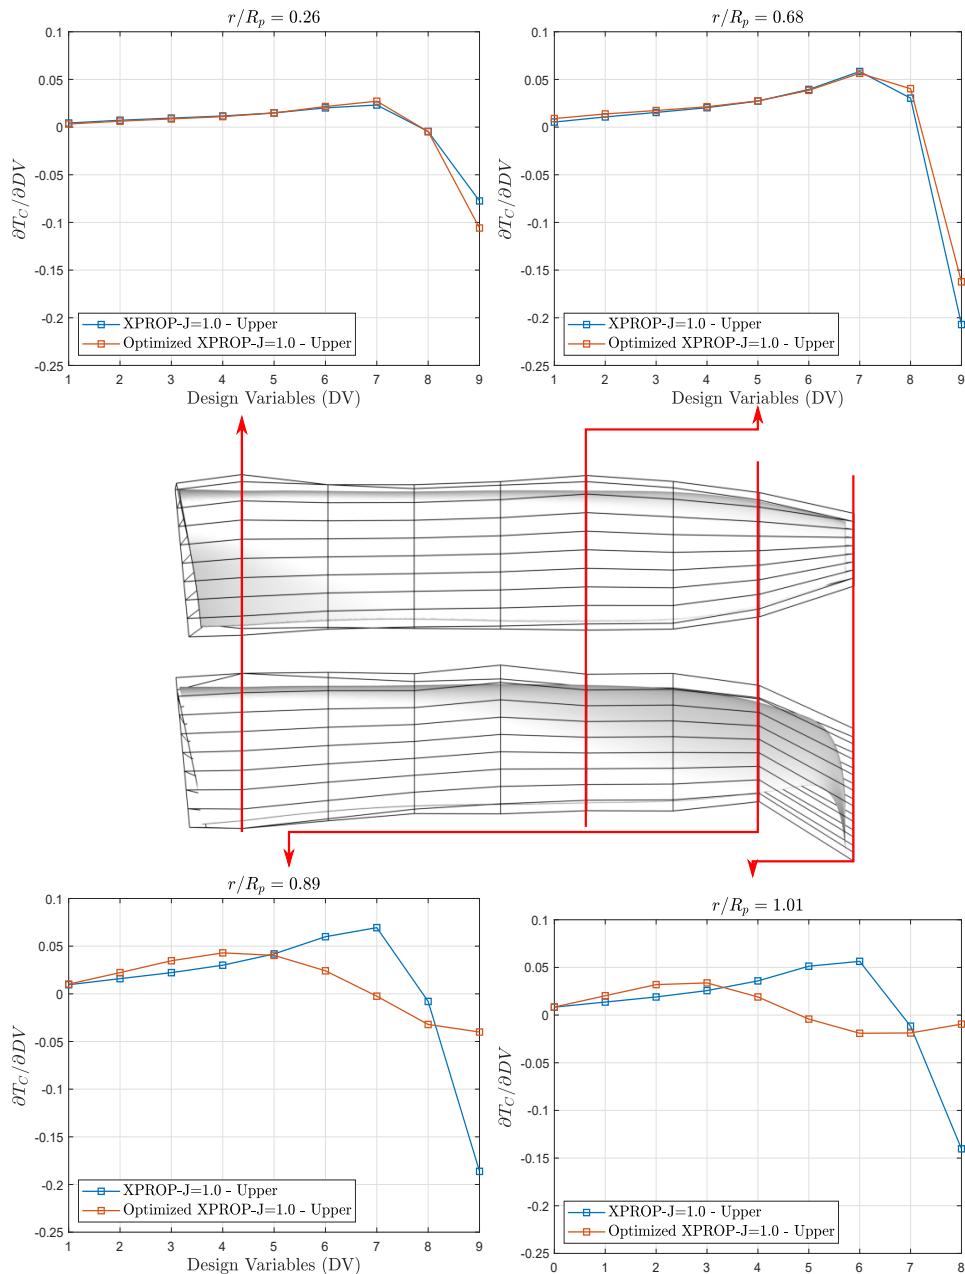 r/R_p = 0.26
0.1
0.05
0
-0.05
-0.1
-0.15
-0.2
-0.25
∂T_C/∂DV
XPROP-J=1.0 - Upper
Optimized XPROP-J=1.0 - Upper
1 2 3 4 5 6 7 8 9
Design Variables (DV)
r/R_p = 0.68
0.1
0.05
0
-0.05
-0.1
-0.15
-0.2
-0.25
∂T_C/∂DV
XPROP-J=1.0 - Upper
Optimized XPROP-J=1.0 - Upper
0 1 2 3 4 5 6 7 8 9
Design Variables (DV)
r/R_p = 0.89
0.1
0.05
0
-0.05
-0.1
-0.15
-0.2
-0.25
∂T_C/∂DV
XPROP-J=1.0 - Upper
Optimized XPROP-J=1.0 - Upper
1 2 3 4 5 6 7 8 9
Design Variables (DV)
r/R_p = 1.01
0.1
0.05
0
-0.05
-0.1
-0.15
-0.2
-0.25
∂T_C/∂DV
XPROP-J=1.0 - Upper
Optimized XPROP-J=1.0 - Upper
0 1 2 3 4 5 6 7 8